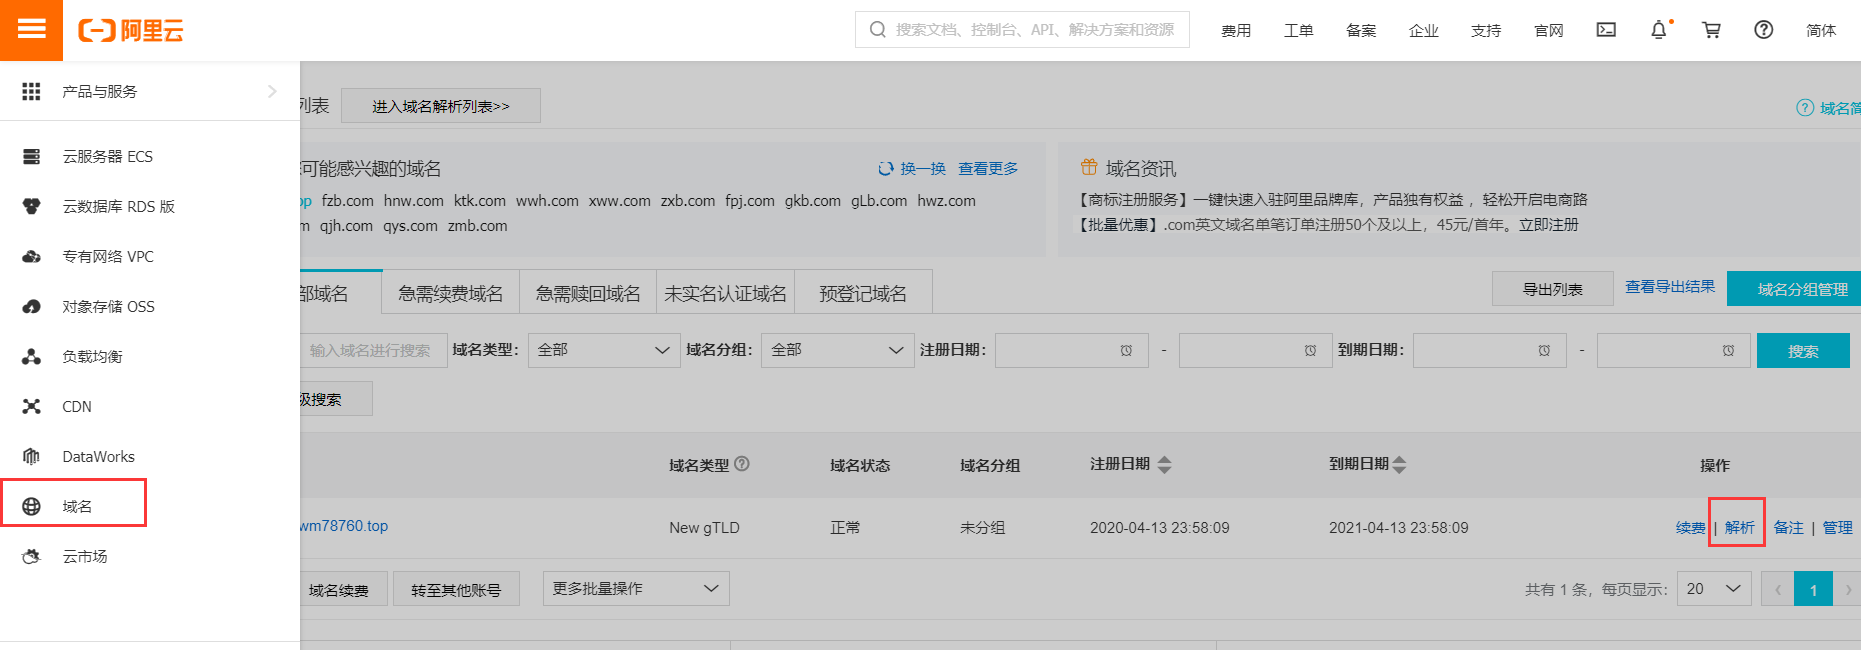 阿里云
搜索文档、控制台、API、解决方案和资源
费用 工单 备案 企业 支持 官网 简体
产品与服务
云服务器 ECS
云数据库 RDS 版
专有网络 VPC
对象存储 OSS
负载均衡
CDN
DataWorks
域名
云市场
列表 进入域名解析列表>>
域名简
可能感兴趣的域名 换一换 查看更多
op fzb.com hnw.com ktk.com wwh.com xww.com zxb.com fpj.com gkb.com gLb.com hwz.com
m qjh.com qys.com zmb.com
域名资讯
【商标注册服务】一键快速入驻阿里品牌库，产品独有权益 ，轻松开启电商路
【批量优惠】.com英文域名单笔订单注册50个及以上，45元/首年。立即注册
部域名 急需续费域名 急需赎回域名 未实名认证域名 预登记域名
导出列表 查看导出结果 域名分组管理
输入域名进行搜索 域名类型： 全部 域名分组： 全部 注册日期： - 到期日期： - 搜索
级搜索
域名类型 域名状态 域名分组 注册日期 到期日期 操作
wm78760.top New gTLD 正常 未分组 2020-04-13 23:58:09 2021-04-13 23:58:09 续费 | 解析 备注 | 管理
域名续费 转至其他账号 更多批量操作
共有 1 条，每页显示： 20 ‹ 1 ›